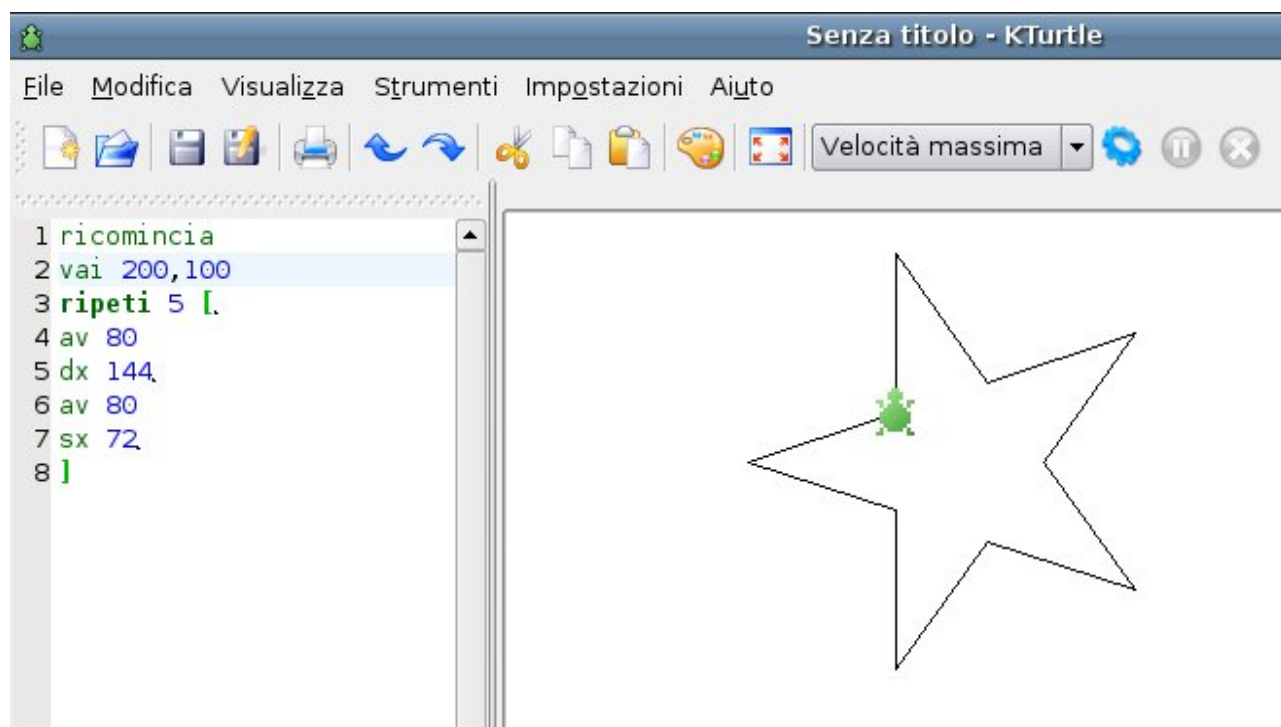 Senza titolo - KTurtle
File Modifica Visualizza Strumenti Impostazioni Aiuto
Velocità massima
1 ricomincia
2 vai 200,100
3 ripeti 5 [
4 av 80
5 dx 144
6 av 80
7 sx 72
8 ]